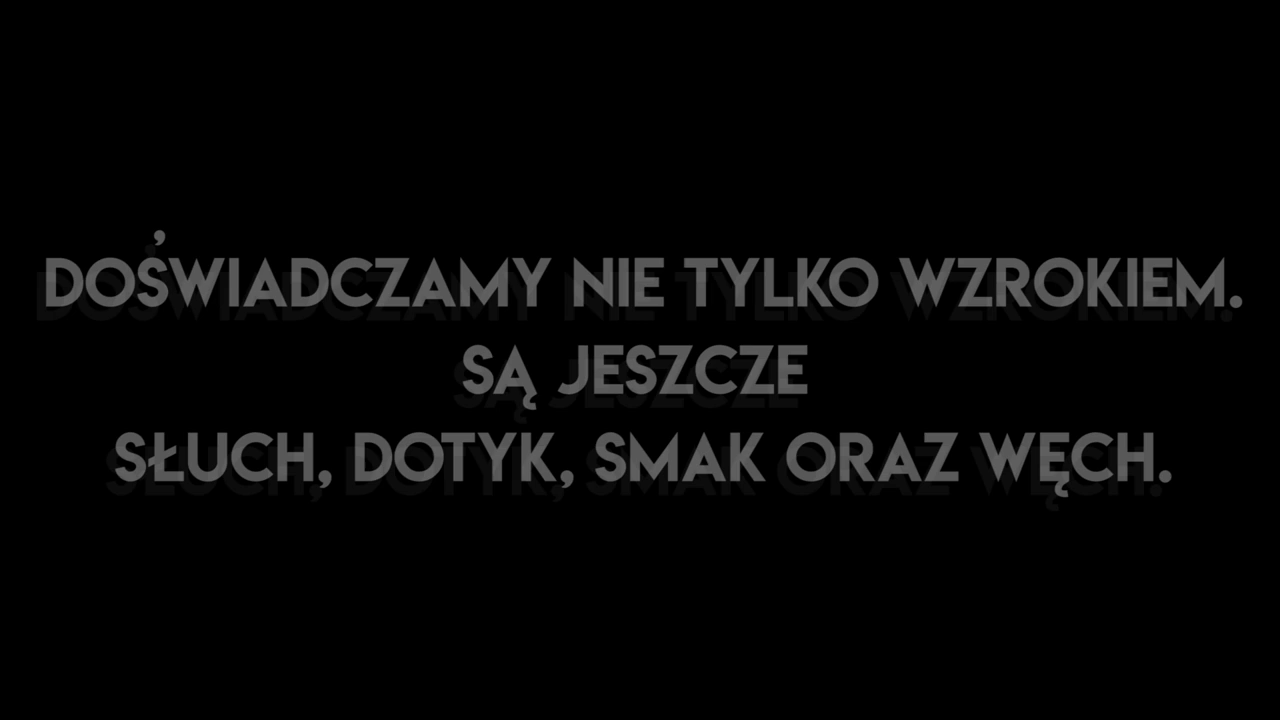 DOŚWIADCZAMY NIE TYLKO WZROKIEM.
SĄ JESZCZE
SŁUCH, DOTYK, SMAK ORAZ WĘCH.